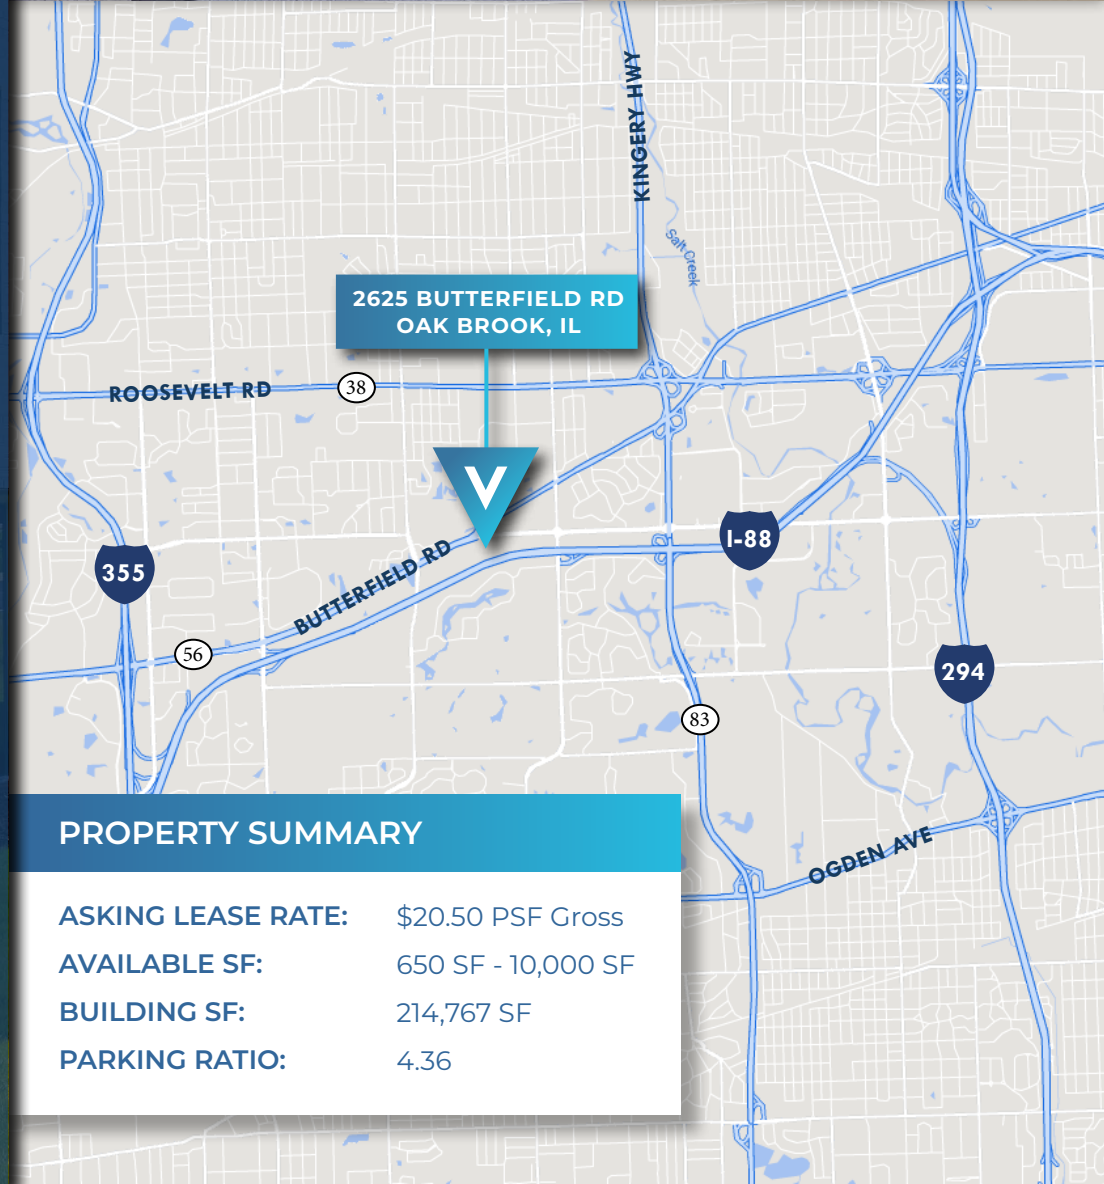 KINGERY HWY
Salt Creek
2625 BUTTERFIELD RD
OAK BROOK, IL
ROOSEVELT RD
38
V
I-88
355
BUTTERFIELD RD
56
294
83
PROPERTY SUMMARY
OGDEN AVE
ASKING LEASE RATE: $20.50 PSF Gross
AVAILABLE SF: 650 SF - 10,000 SF
BUILDING SF: 214,767 SF
PARKING RATIO: 4.36